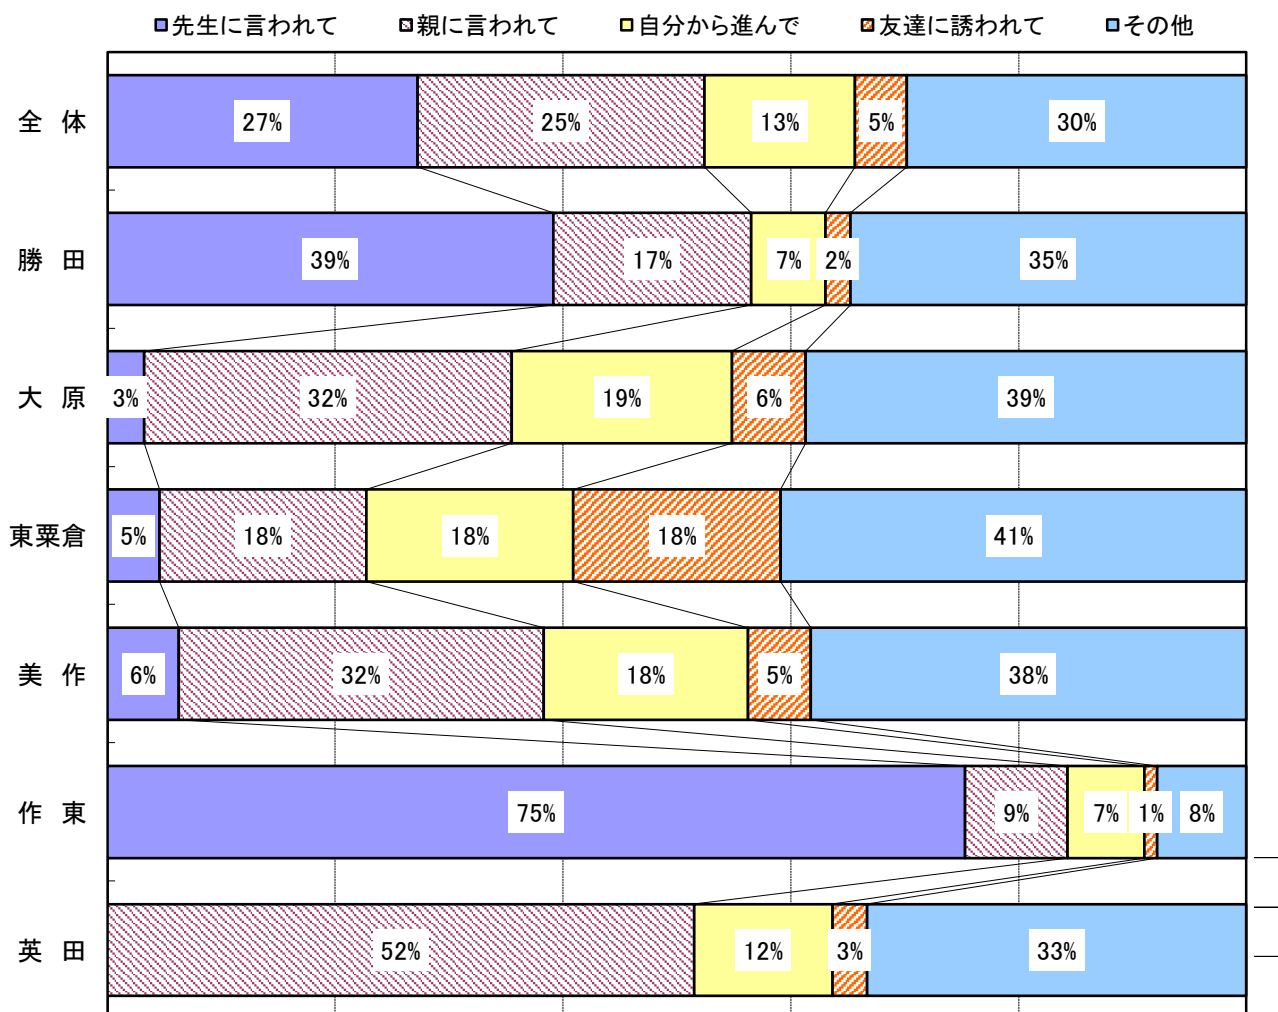 先生に言われて 親に言われて 自分から進んで 友達に誘われて その他
全 体 27% 25% 13% 5% 30%
勝 田 39% 17% 7% 2% 35%
大 原 3% 32% 19% 6% 39%
東粟倉 5% 18% 18% 18% 41%
美 作 6% 32% 18% 5% 38%
作 東 75% 9% 7% 1% 8%
英 田 52% 12% 3% 33%